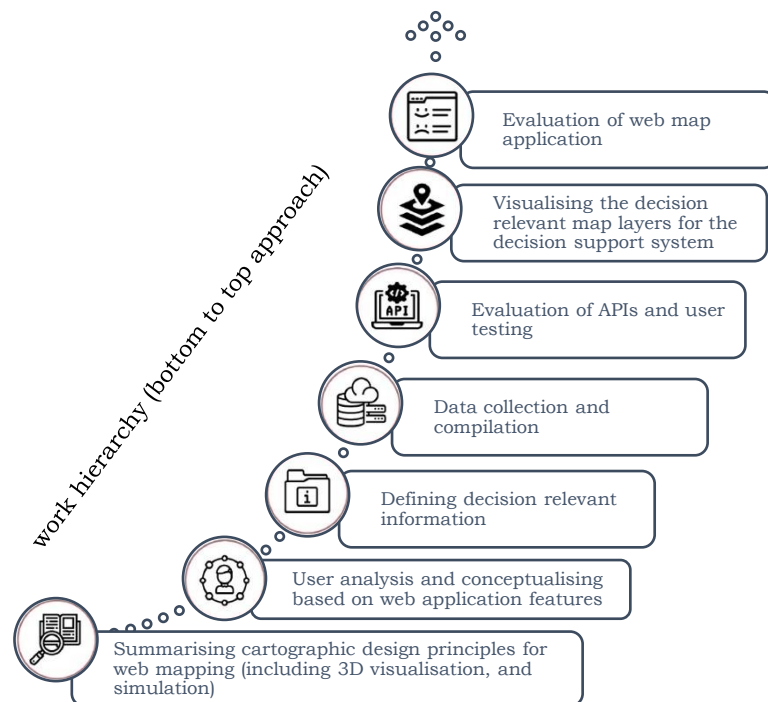 Evaluation of web map
application
Visualising the decision
relevant map layers for the
decision support system
API
Evaluation of APIs and user
testing
Data collection and
compilation
Defining decision relevant
information
User analysis and conceptualising
based on web application features
Summarising cartographic design principles for
web mapping (including 3D visualisation, and
simulation)
work hierarchy (bottom to top approach)